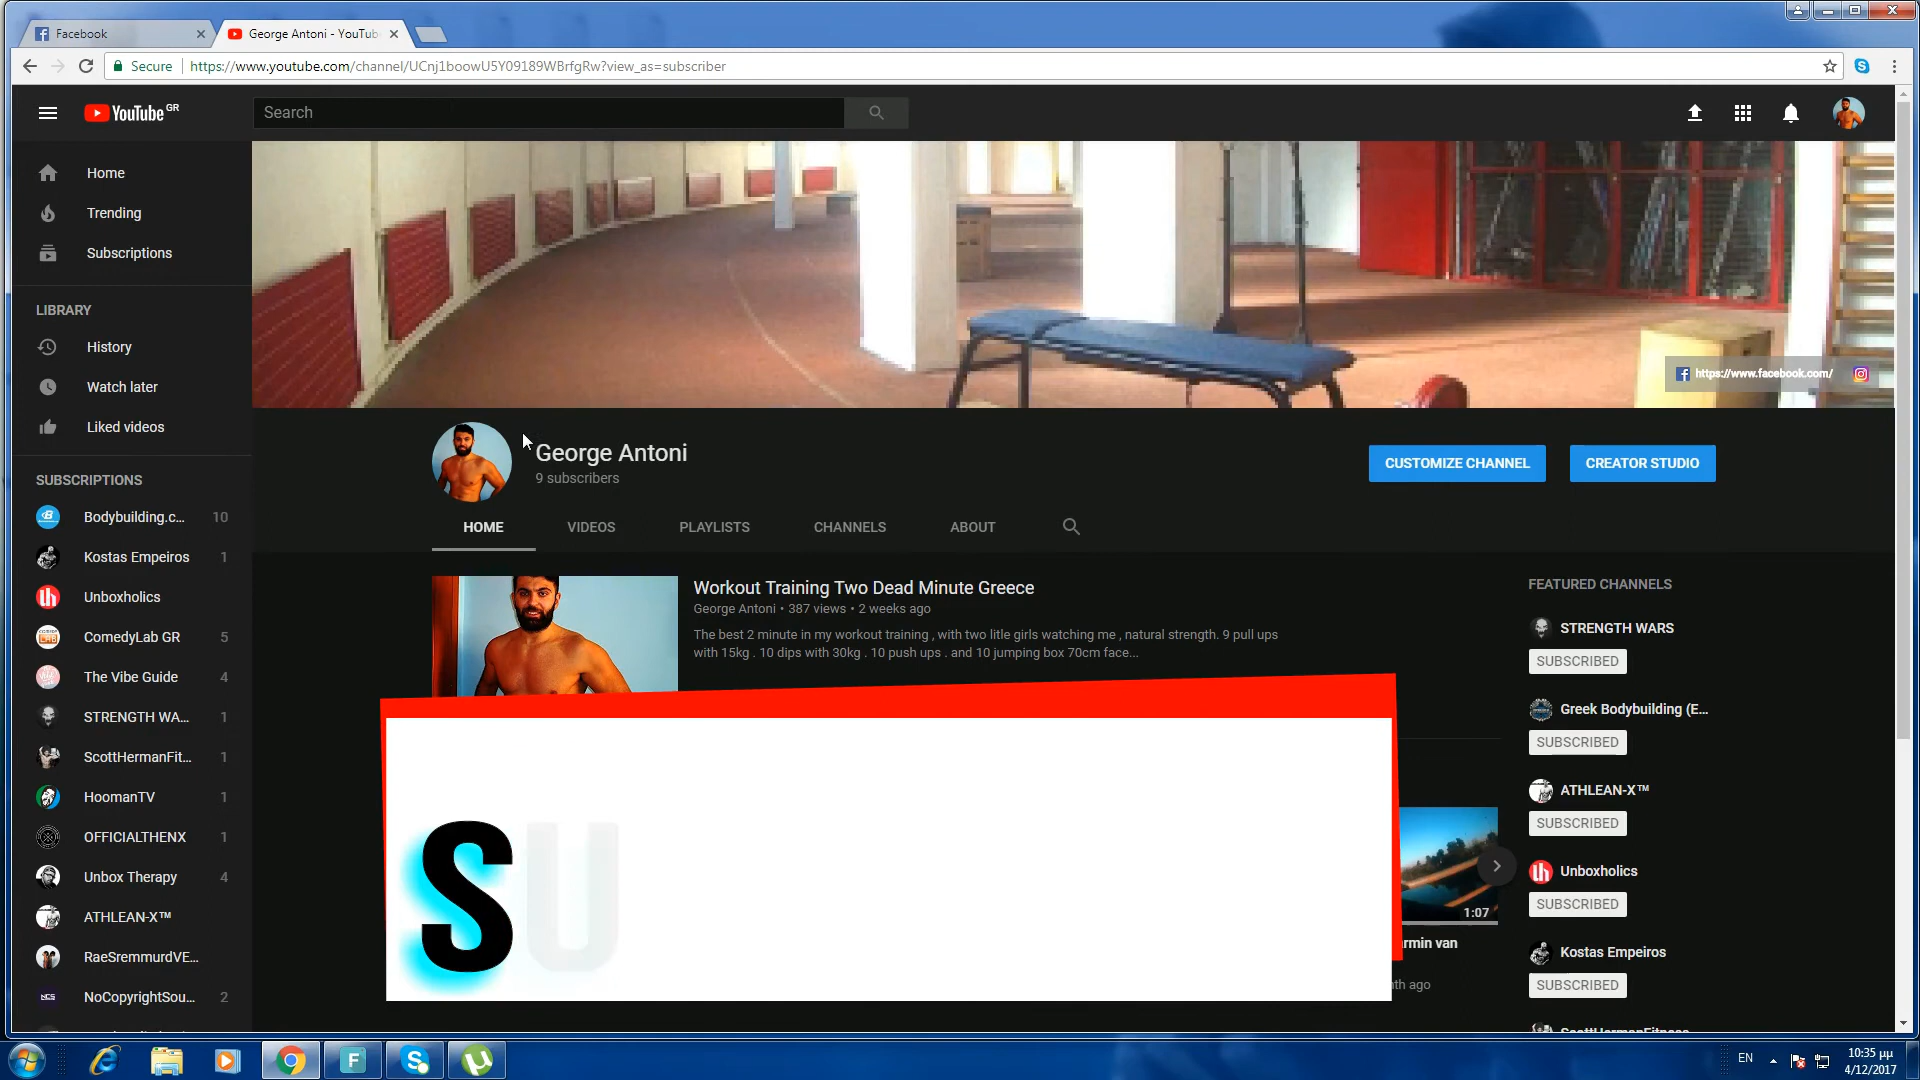 Facebook
George Antoni - YouTub
Secure
https://www.youtube.com/channel/UCnj1boowU5Y09189WBrfgRw?view_as=subscriber
YouTube GR
Search
Home
Trending
Subscriptions
LIBRARY
History
Watch later
Liked videos
SUBSCRIPTIONS
Bodybuilding.c... 10
Kostas Empeiros 1
Unboxholics
ComedyLab GR 5
The Vibe Guide 4
STRENGTH WA... 1
ScottHermanFit... 1
HoomanTV 1
OFFICIALTHENX 1
Unbox Therapy 4
ATHLEAN-X™
RaeSremmurdVE...
NoCopyrightSou... 2
https://www.facebook.com/
George Antoni
9 subscribers
CUSTOMIZE CHANNEL
CREATOR STUDIO
HOME VIDEOS PLAYLISTS CHANNELS ABOUT
Workout Training Two Dead Minute Greece
George Antoni • 387 views • 2 weeks ago
The best 2 minute in my workout training , with two litle girls watching me , natural strength. 9 pull ups
with 15kg . 10 dips with 30kg . 10 push ups . and 10 jumping box 70cm face...
SU
1:07
rmin van
th ago
FEATURED CHANNELS
STRENGTH WARS
SUBSCRIBED
Greek Bodybuilding (E...
SUBSCRIBED
ATHLEAN-X™
SUBSCRIBED
Unboxholics
SUBSCRIBED
Kostas Empeiros
SUBSCRIBED
ScottHermanFitness
EN
10:35 μμ
4/12/2017